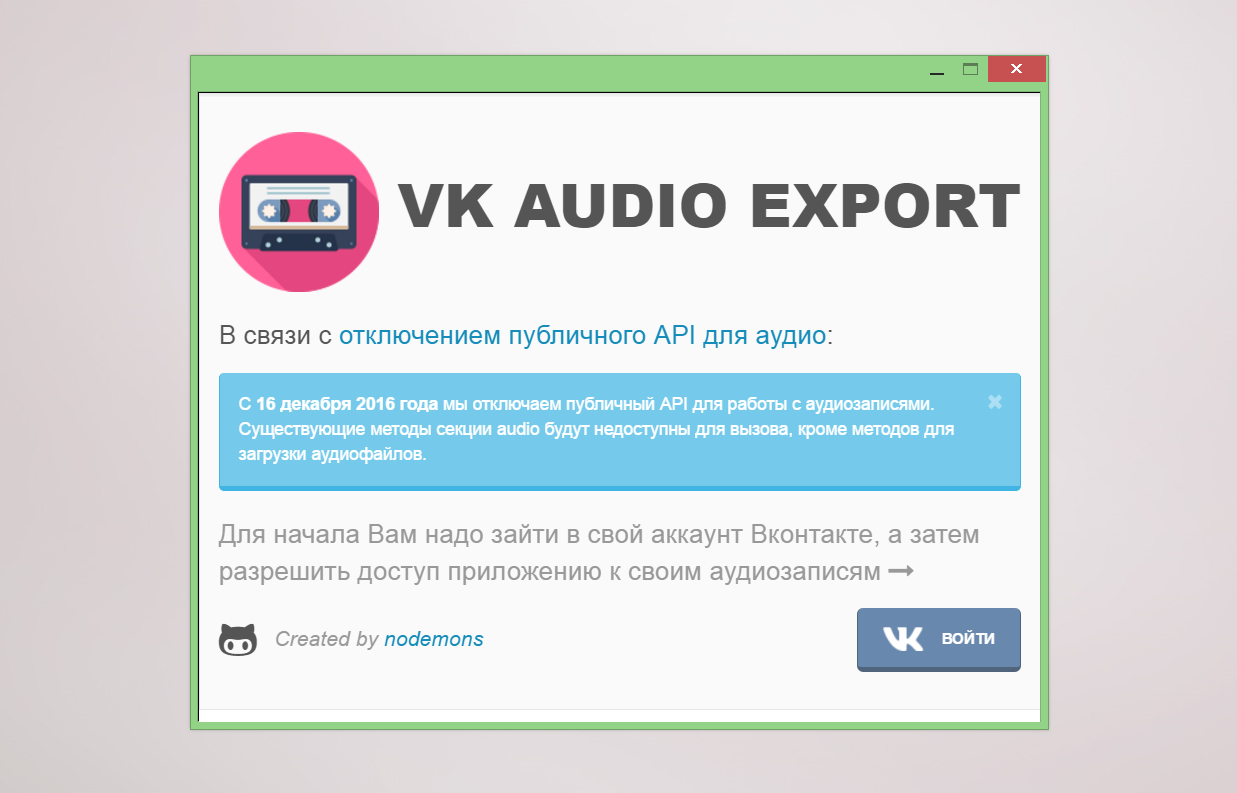 VK AUDIO EXPORT
В связи с отключением публичного API для аудио:
С 16 декабря 2016 года мы отключаем публичный API для работы с аудиозаписями.
Существующие методы секции audio будут недоступны для вызова, кроме методов для
загрузки аудиофайлов.
Для начала Вам надо зайти в свой аккаунт Вконтакте, а затем
разрешить доступ приложению к своим аудиозаписям
Created by nodemons
ВОЙТИ